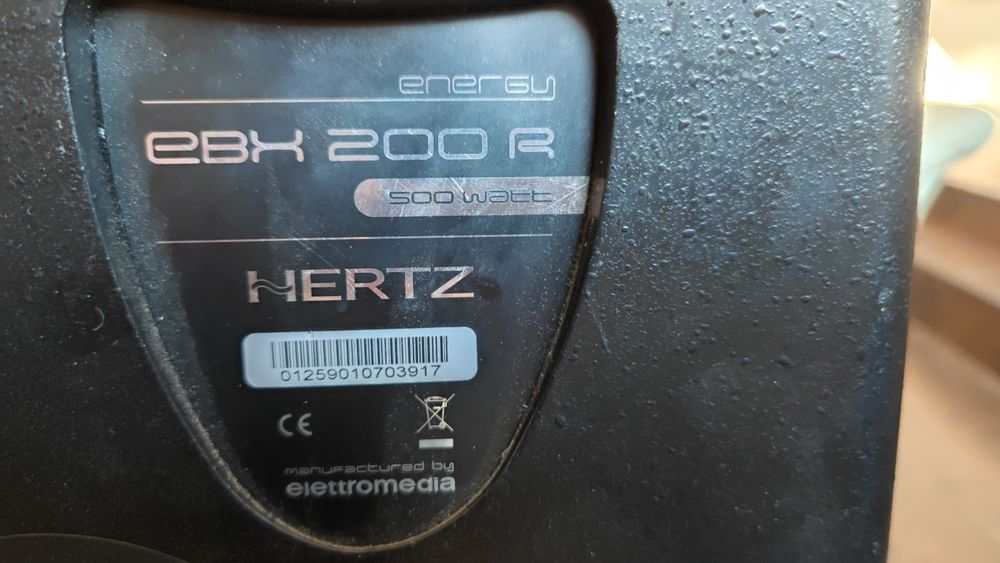 energy
EBX 200 R
500 watt
HERTZ
01259010703917
CE
manufactured by
elettromedia